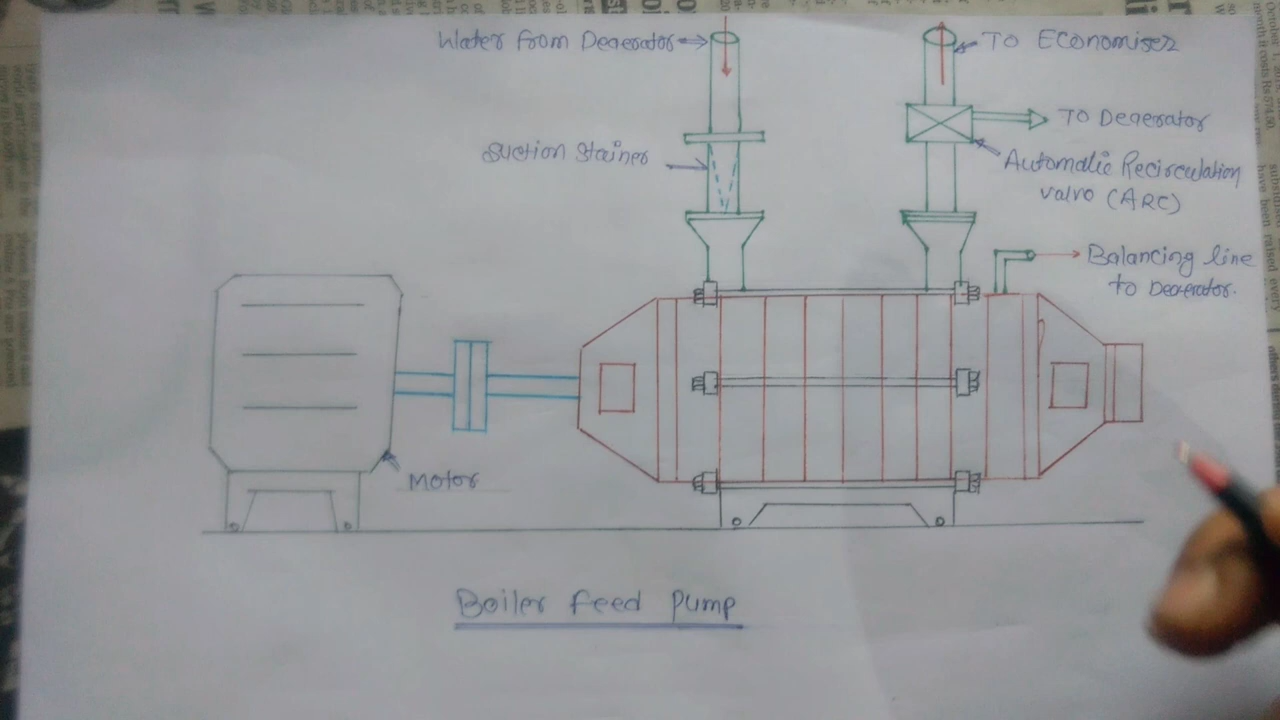 Water from Deaerator
To Economiser
To Deaerator
Suction Stainer
Automatic Recirculation
valve (ARC)
Balancing line
to Deaerator.
Motor
Boiler feed pump